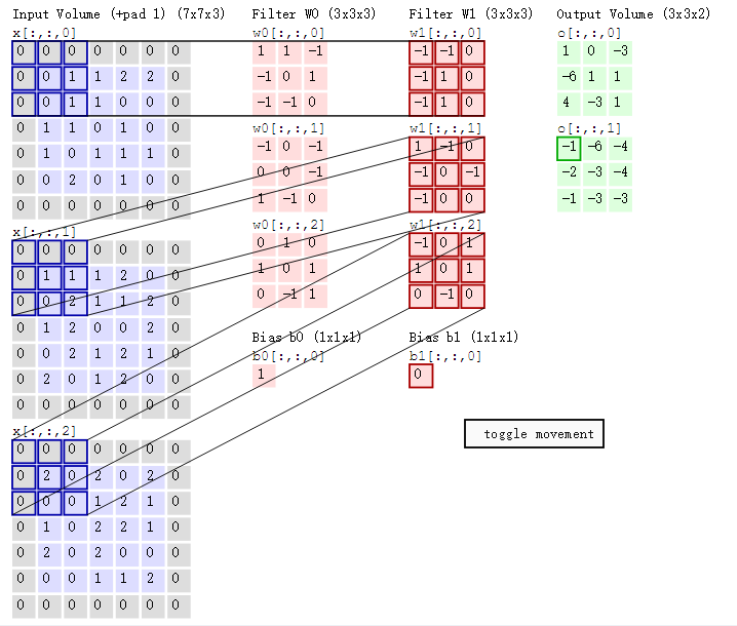 Input Volume (+pad 1) (7x7x3) Filter W0 (3x3x3) Filter W1 (3x3x3) Output Volume (3x3x2)
x[:,:,0] w0[:,:,0] w1[:,:,0] o[:,:,0]
0 0 0 0 0 0 0 1 1 -1 -1 -1 0 1 0 -3
0 0 1 1 2 2 0 -1 0 1 -1 1 0 -6 1 1
0 0 1 1 0 0 0 -1 -1 0 -1 1 0 4 -3 1
0 1 1 0 1 0 0 w0[:,:,1] w1[:,:,1] o[:,:,1]
0 1 0 1 1 1 0 -1 0 -1 1 -1 0 -1 -6 -4
0 0 2 0 1 0 0 0 0 -1 -1 0 -1 -2 -3 -4
0 0 0 0 0 0 0 1 -1 0 -1 0 0 -1 -3 -3
x[:,:,1] w0[:,:,2] w1[:,:,2]
0 0 0 0 0 0 0 0 1 0 -1 0 1
0 1 1 1 2 0 0 1 0 1 1 0 1
0 0 2 1 1 2 0 0 -1 1 0 -1 0
0 1 2 0 0 2 0 Bias b0 (1x1x1) Bias b1 (1x1x1)
0 0 2 1 2 1 0 b0[:,:,0] b1[:,:,0]
0 2 0 1 2 0 0 1 0
0 0 0 0 0 0 0
x[:,:,2] toggle movement
0 0 0 0 0 0 0
0 2 0 2 0 2 0
0 0 0 1 2 1 0
0 1 0 2 2 1 0
0 2 0 2 0 0 0
0 0 0 1 1 2 0
0 0 0 0 0 0 0